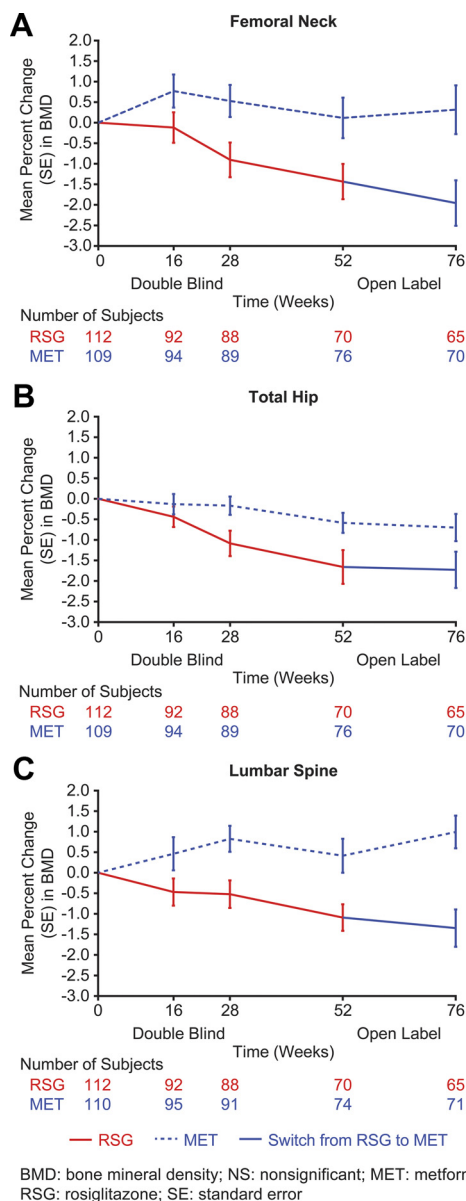 A
Femoral Neck
Mean Percent Change
(SE) in BMD
2.0
1.5
1.0
0.5
0.0
-0.5
-1.0
-1.5
-2.0
-2.5
-3.0
0 16 28 52 76
Double Blind Open Label
Time (Weeks)
Number of Subjects
RSG 112 92 88 70 65
MET 109 94 89 76 70
B
Total Hip
Mean Percent Change
(SE) in BMD
2.0
1.5
1.0
0.5
0.0
-0.5
-1.0
-1.5
-2.0
-2.5
-3.0
0 16 28 52 76
Double Blind Open Label
Time (Weeks)
Number of Subjects
RSG 112 92 88 70 65
MET 109 94 89 76 70
C
Lumbar Spine
Mean Percent Change
(SE) in BMD
2.0
1.5
1.0
0.5
0.0
-0.5
-1.0
-1.5
-2.0
-2.5
-3.0
0 16 28 52 76
Double Blind Open Label
Time (Weeks)
Number of Subjects
RSG 112 92 88 70 65
MET 110 95 91 74 71
RSG MET Switch from RSG to MET
BMD: bone mineral density; NS: nonsignificant; MET: metforn
RSG: rosiglitazone; SE: standard error